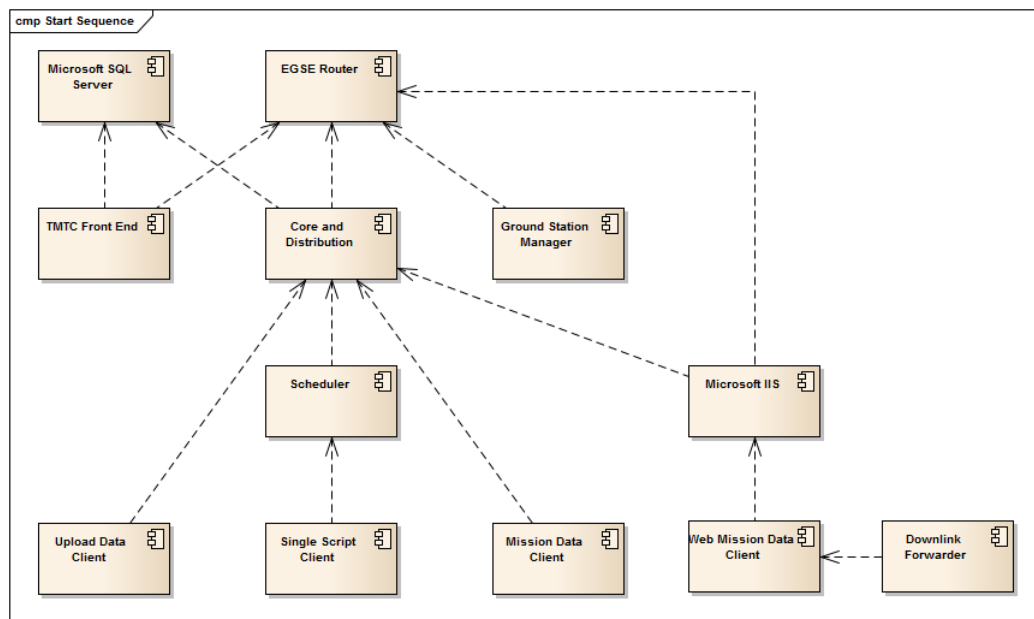 cmp Start Sequence
Microsoft SQL
Server
EGSE Router
TMTC Front End
Core and
Distribution
Ground Station
Manager
Scheduler
Microsoft IIS
Upload Data
Client
Single Script
Client
Mission Data
Client
Web Mission Data
Client
Downlink
Forwarder